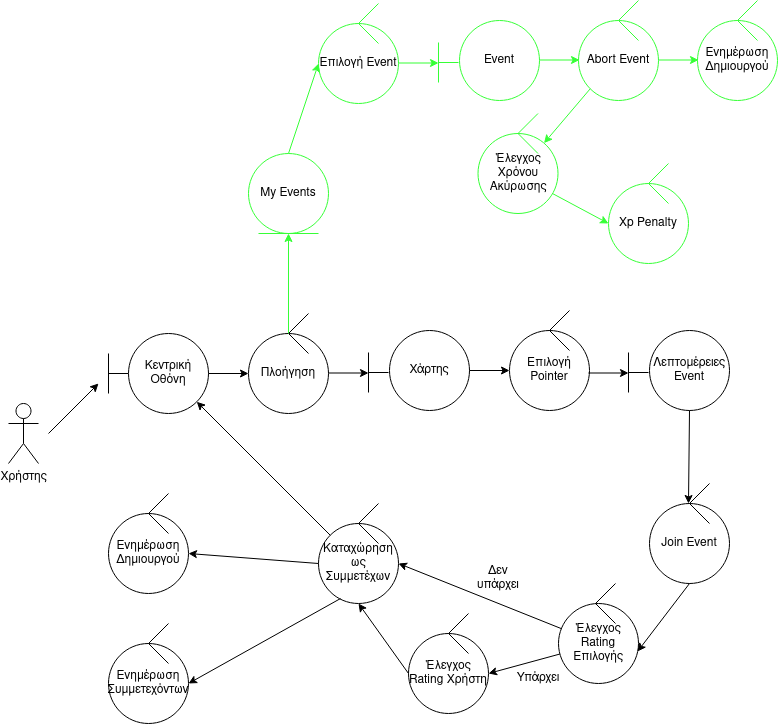 Επιλογή Event
Event
Abort Event
Ενημέρωση
Δημιουργού
Έλεγχος
Χρόνου
Ακύρωσης
My Events
Xp Penalty
Κεντρική
Οθόνη
Πλοήγηση
Χάρτης
Επιλογή
Pointer
Λεπτομέρειες
Event
Χρήστης
Ενημέρωση
Δημιουργού
Καταχώρηση
ως
Συμμετέχων
Join Event
Δεν
υπάρχει
Έλεγχος
Rating
Επιλογής
Υπάρχει
Έλεγχος
Rating Χρήστη
Ενημέρωση
Συμμετεχόντων